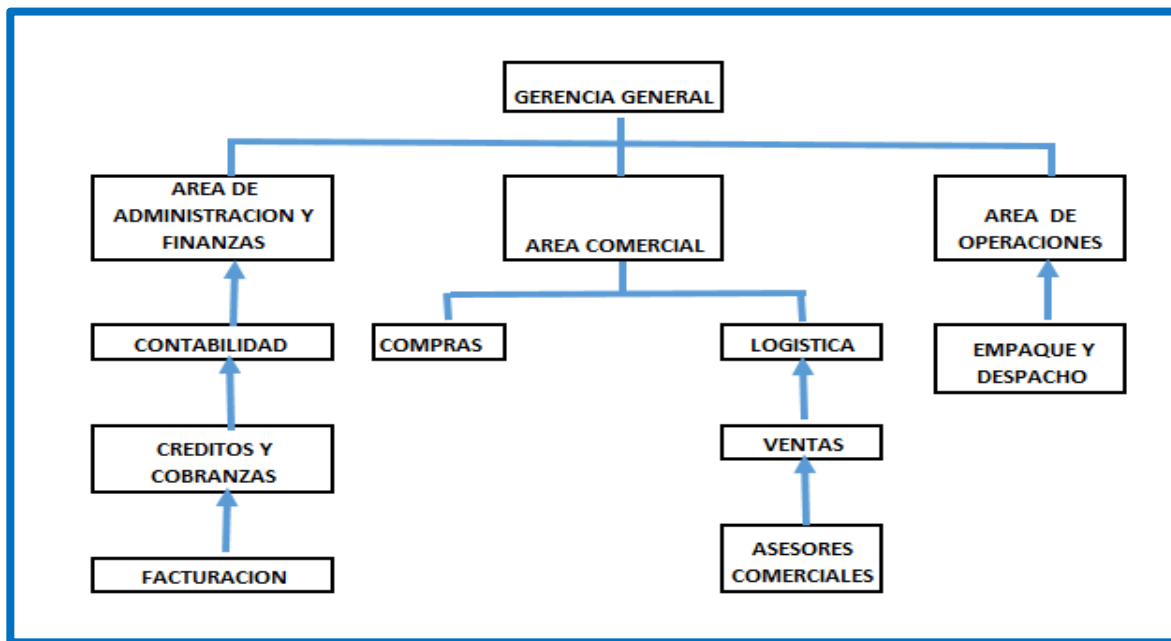 GERENCIA GENERAL
AREA DE
ADMINISTRACION Y
FINANZAS
AREA COMERCIAL
AREA DE
OPERACIONES
CONTABILIDAD
COMPRAS
LOGISTICA
EMPAQUE Y
DESPACHO
CREDITOS Y
COBRANZAS
VENTAS
FACTURACION
ASESORES
COMERCIALES